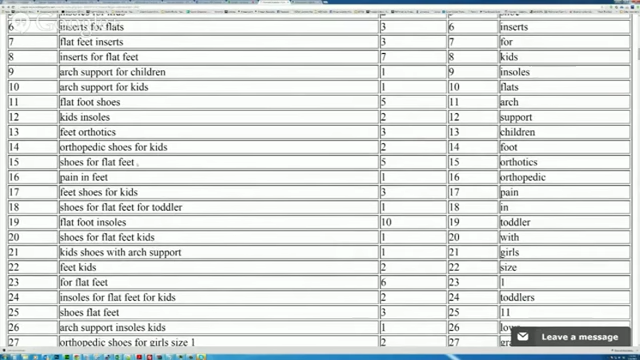 6 inserts for flats 3 6 inserts
7 flat feet inserts 3 7 for
8 inserts for flat feet 7 8 kids
9 arch support for children 1 9 insoles
10 arch support for kids 1 10 flats
11 flat foot shoes 5 11 arch
12 kids insoles 2 12 support
13 feet orthotics 3 13 children
14 orthopedic shoes for kids 2 14 foot
15 shoes for flat feet . 5 15 orthotics
16 pain in feet 1 16 orthopedic
17 feet shoes for kids 3 17 pain
18 shoes for flat feet for toddler 1 18 in
19 flat foot insoles 10 19 toddler
20 shoes for flat feet kids 1 20 with
21 kids shoes with arch support 1 21 girls
22 feet kids 2 22 size
23 for flat feet 6 23 1
24 insoles for flat feet for kids 2 24 toddlers
25 shoes flat feet 3 25 11
26 arch support insoles kids 1 26
27 orthopedic shoes for girls size 1 2 27
Leave a message